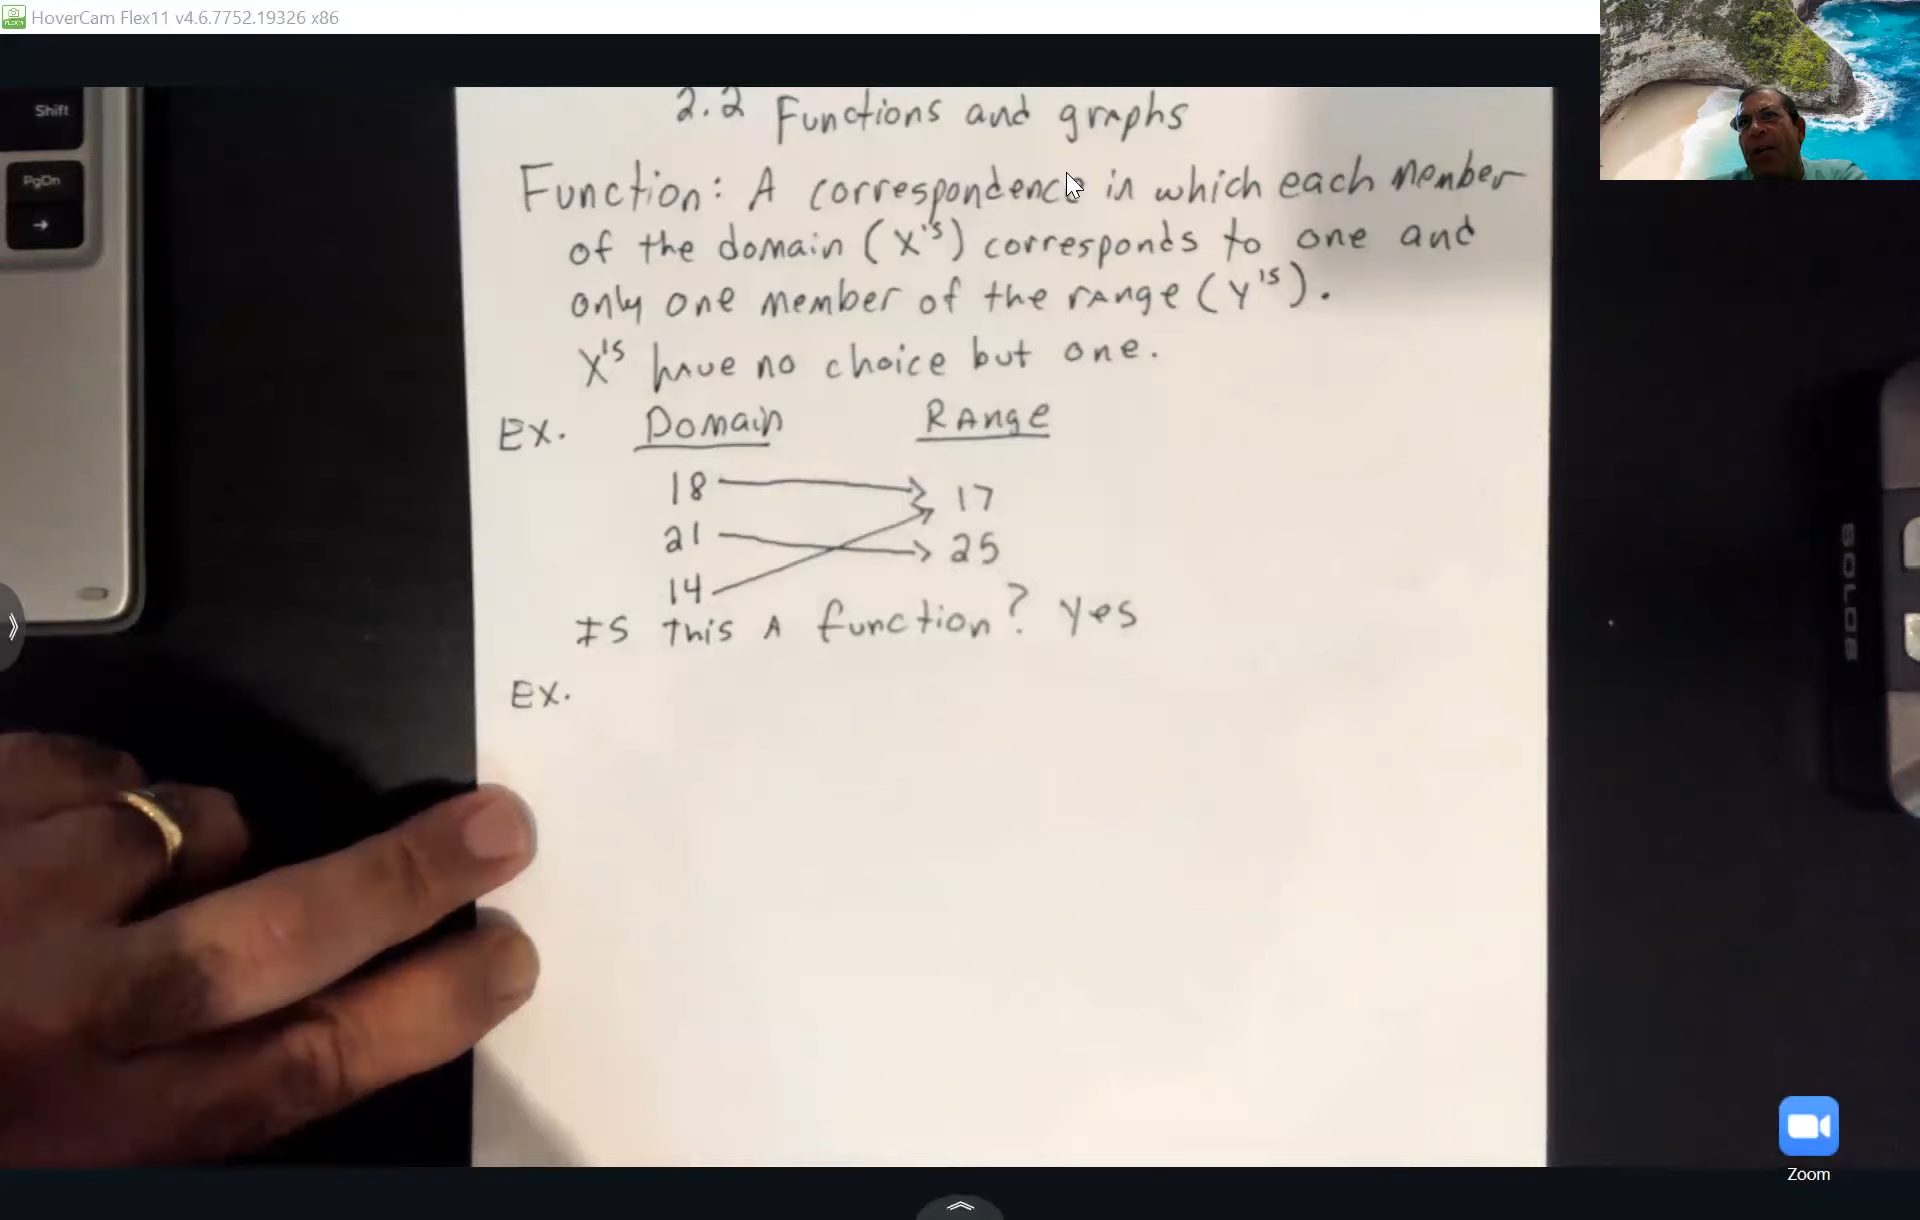 HoverCam Flex11 v4.6.7752.19326 x86
Shift
PgDn
2.2 Functions and graphs
Function: A correspondence in which each member
of the domain (X's) corresponds to one and
only one member of the range (Y's).
X's have no choice but one.
EX. Domain Range
18 17
21 25
14
Is This A function? Yes
EX.
SOLO8
Zoom